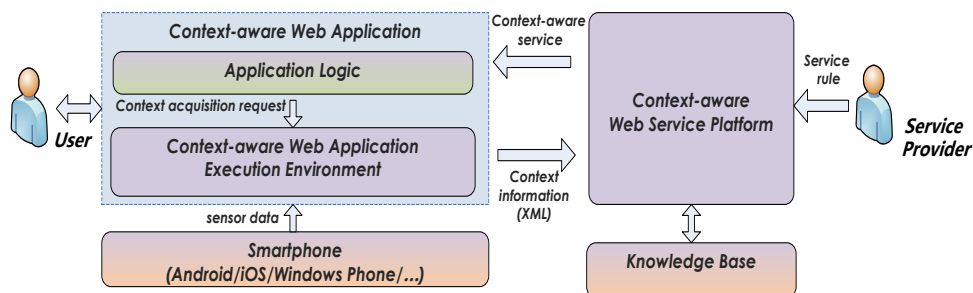 Context-aware Web Application
Application Logic
Context acquisition request
Context-aware Web Application
Execution Environment
User
sensor data
Smartphone
(Android/iOS/Windows Phone/...)
Context-aware
service
Context
information
(XML)
Context-aware
Web Service Platform
Knowledge Base
Service
rule
Service
Provider